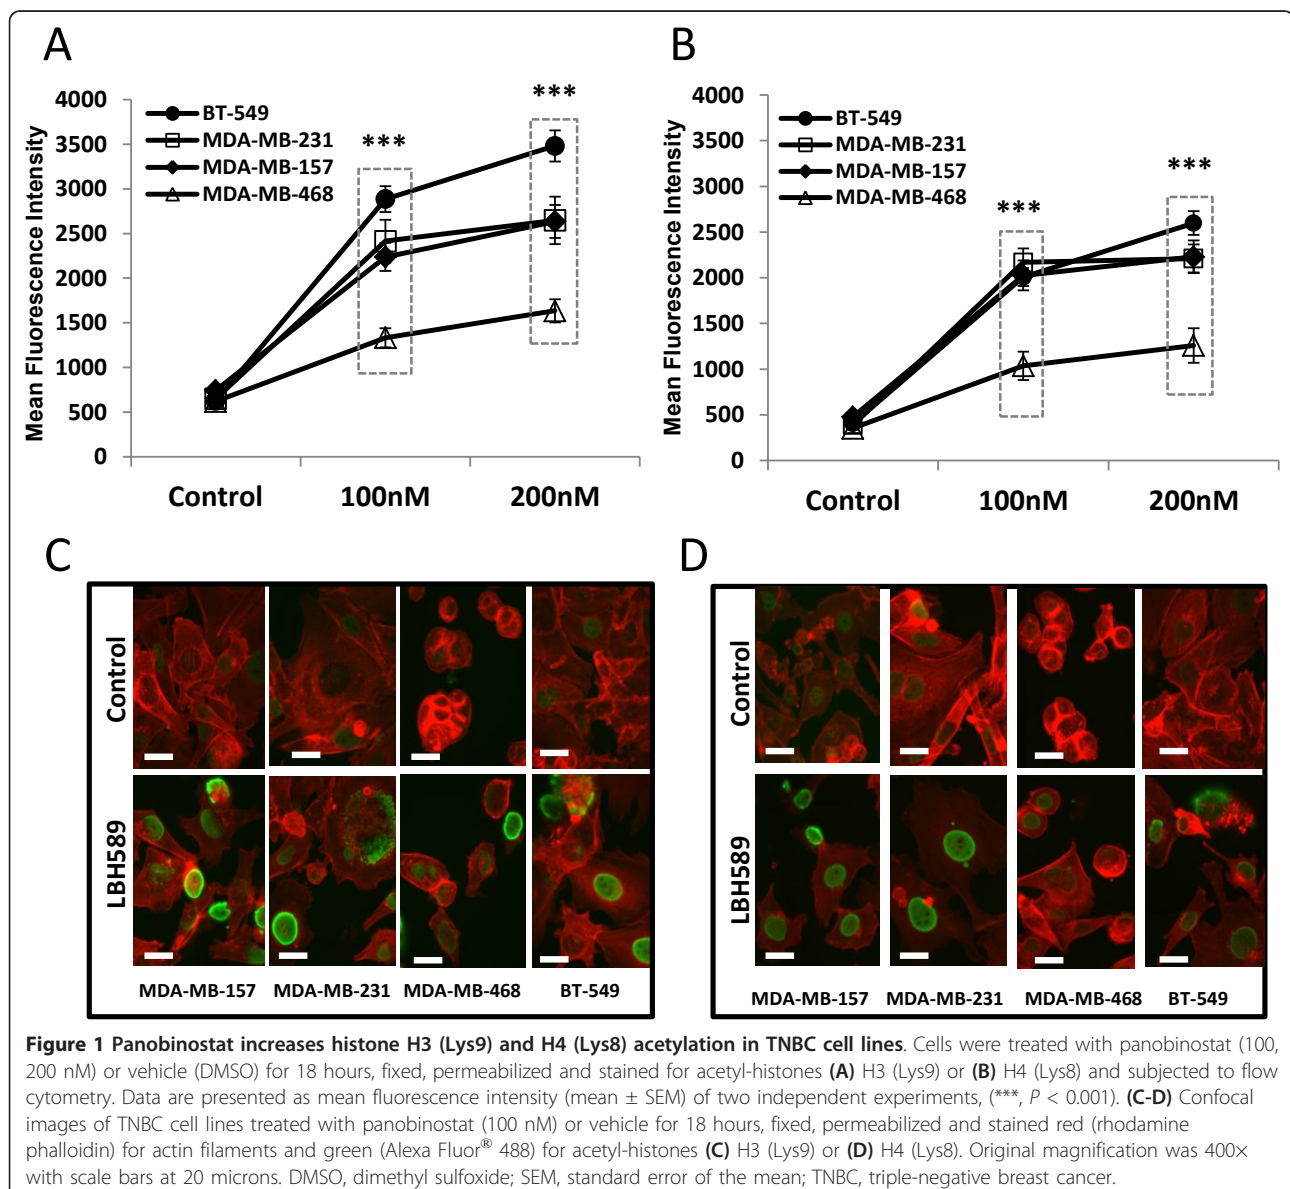 A
Mean Fluorescence Intensity
4000
3500
3000
2500
2000
1500
1000
500
0
BT-549
MDA-MB-231
MDA-MB-157
MDA-MB-468
***
***
Control 100nM 200nM
B
Mean Fluorescence Intensity
4000
3500
3000
2500
2000
1500
1000
500
0
BT-549
MDA-MB-231
MDA-MB-157
MDA-MB-468
***
***
Control 100nM 200nM
C
Control
LBH589
MDA-MB-157 MDA-MB-231 MDA-MB-468 BT-549
D
Control
LBH589
MDA-MB-157 MDA-MB-231 MDA-MB-468 BT-549
Figure 1 Panobinostat increases histone H3 (Lys9) and H4 (Lys8) acetylation in TNBC cell lines. Cells were treated with panobinostat (100,
200 nM) or vehicle (DMSO) for 18 hours, fixed, permeabilized and stained for acetyl-histones (A) H3 (Lys9) or (B) H4 (Lys8) and subjected to flow
cytometry. Data are presented as mean fluorescence intensity (mean ± SEM) of two independent experiments, (***, P < 0.001). (C-D) Confocal
images of TNBC cell lines treated with panobinostat (100 nM) or vehicle for 18 hours, fixed, permeabilized and stained red (rhodamine
phalloidin) for actin filaments and green (Alexa Fluor® 488) for acetyl-histones (C) H3 (Lys9) or (D) H4 (Lys8). Original magnification was 400×
with scale bars at 20 microns. DMSO, dimethyl sulfoxide; SEM, standard error of the mean; TNBC, triple-negative breast cancer.